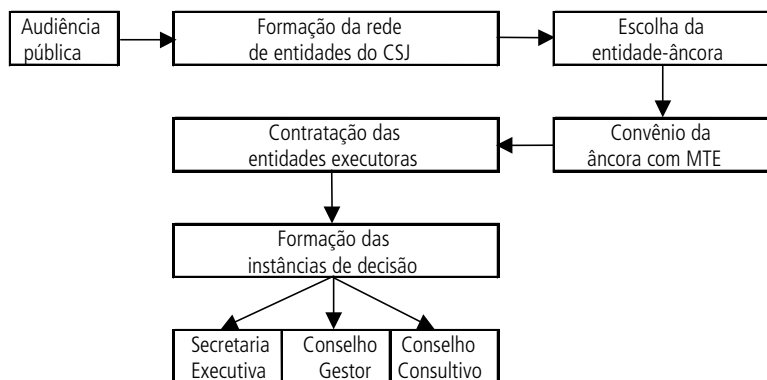 Audiência
pública
Formação da rede
de entidades do CSJ
Escolha da
entidade-âncora
Contratação das
entidades executoras
Convênio da
âncora com MTE
Formação das
instâncias de decisão
Secretaria
Executiva
Conselho
Gestor
Conselho
Consultivo